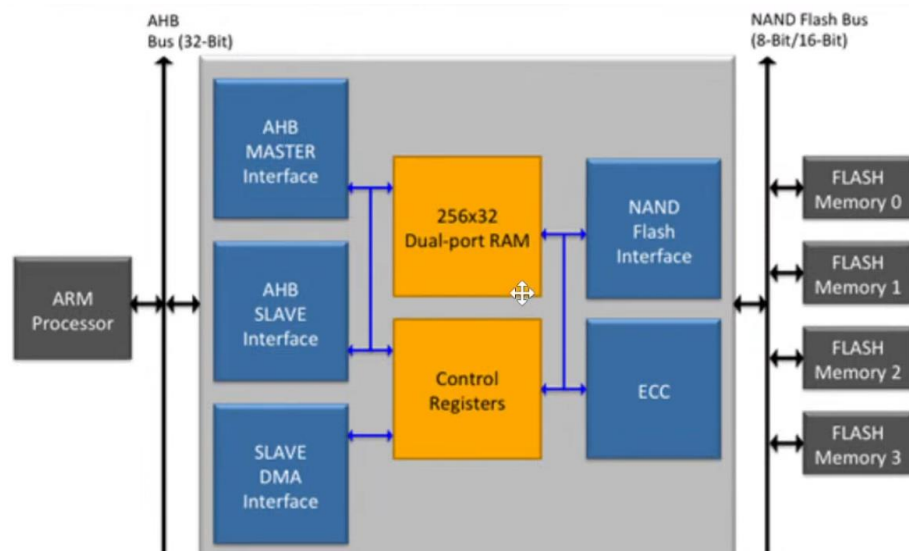 AHB
Bus (32-Bit)
NAND Flash Bus
(8-Bit/16-Bit)
AHB
MASTER
Interface
256x32
Dual-port RAM
NAND
Flash
Interface
FLASH
Memory 0
ARM
Processor
AHB
SLAVE
Interface
FLASH
Memory 1
Control
Registers
ECC
FLASH
Memory 2
SLAVE
DMA
Interface
FLASH
Memory 3